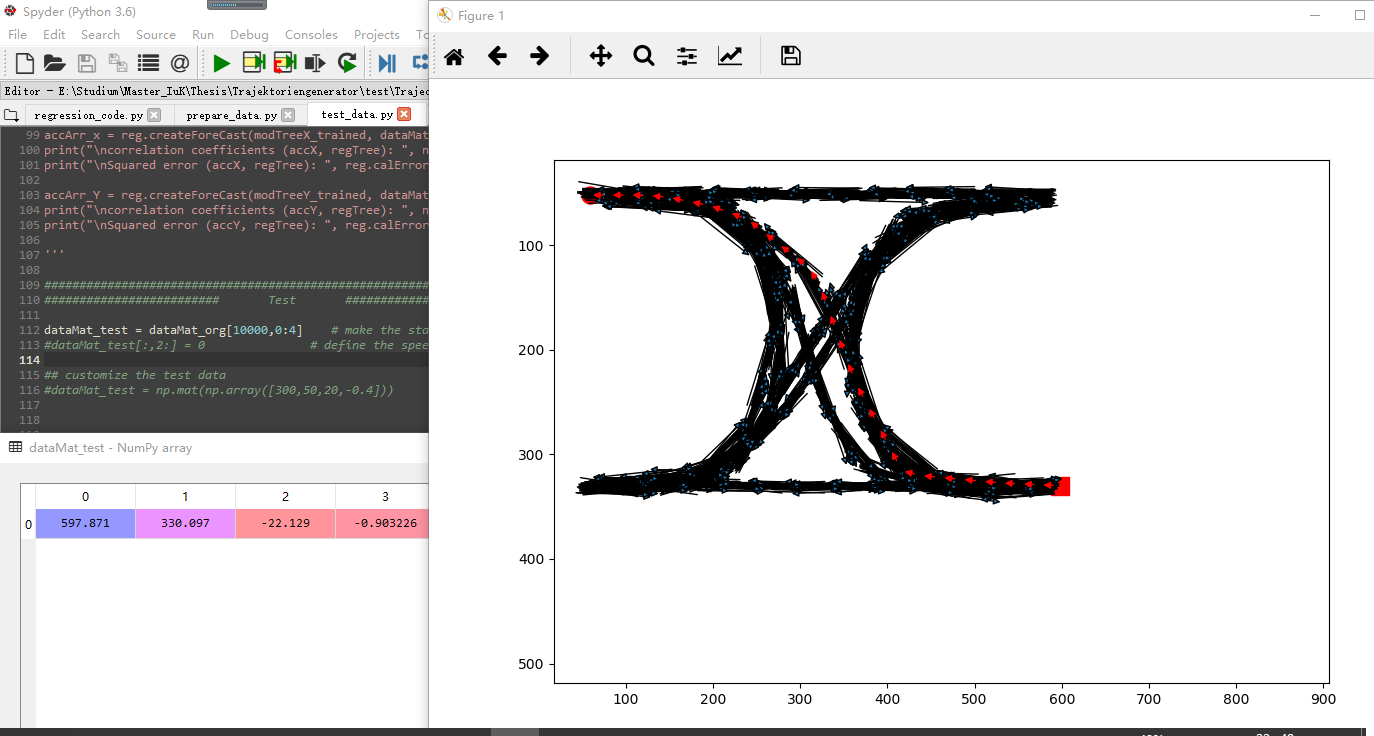 Spyder (Python 3.6)
File Edit Search Source Run Debug Consoles Projects To
Editor - E:\Studium\Master_IuK\Thesis\Trajektoriengenerator\test\Trajec
regression_code.py prepare_data.py test_data.py
99 accArr_x = reg.createForeCast(modTreeX_trained, dataMat
100 print("\ncorrelation coefficients (accX, regTree): ", n
101 print("\nSquared error (accX, regTree): ", reg.calError
102
103 accArr_Y = reg.createForeCast(modTreeY_trained, dataMat
104 print("\ncorrelation coefficients (accY, regTree): ", n
105 print("\nSquared error (accY, regTree): ", reg.calError
106
107 '''
108
109 #######################################################
110 ######################### Test ############
111
112 dataMat_test = dataMat_org[10000,0:4] # make the sta
113 #dataMat_test[:,2:] = 0 # define the spee
114
115 ## customize the test data
116 #dataMat_test = np.mat(np.array([300,50,20,-0.4]))
117
118
dataMat_test - NumPy array
0 1 2 3
0 597.871 330.097 -22.129 -0.903226
Figure 1
100
200
300
400
500
100 200 300 400 500 600 700 800 900